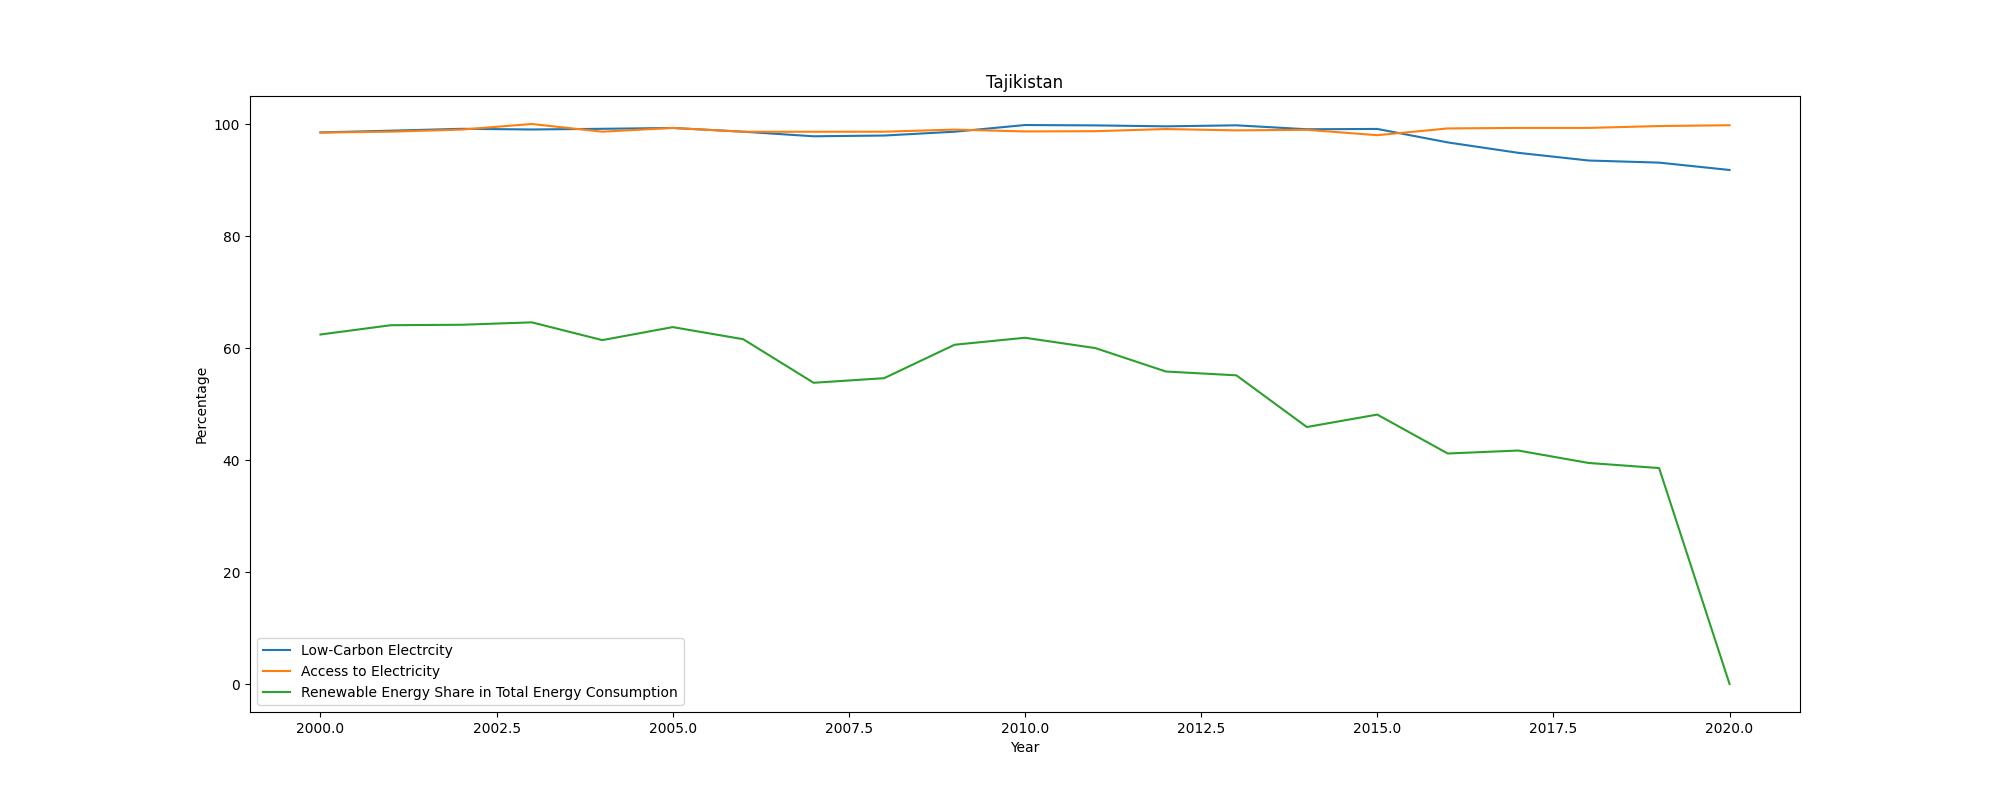 Tajikistan
100
80
60
40
20
0
Percentage
Low-Carbon Electrcity
Access to Electricity
Renewable Energy Share in Total Energy Consumption
2000.0 2002.5 2005.0 2007.5 2010.0 2012.5 2015.0 2017.5 2020.0
Year